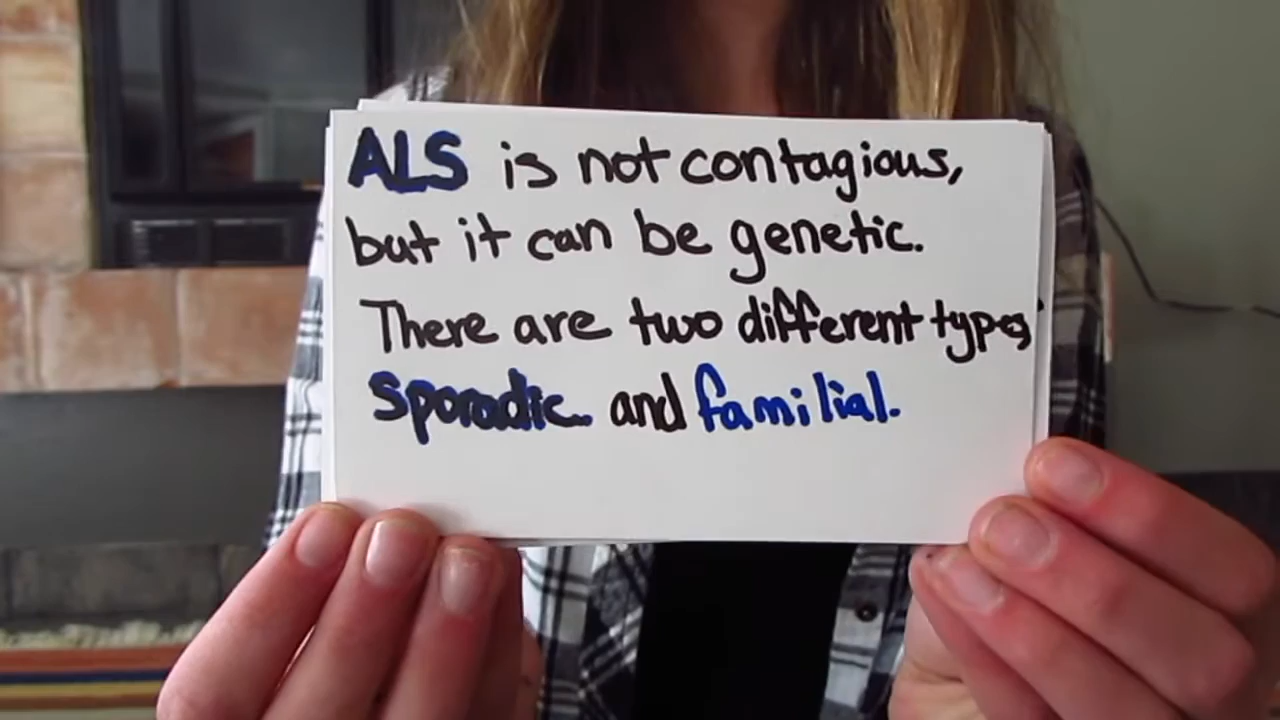 ALS is not contagious,
but it can be genetic.
There are two different types
sporadic and familial.